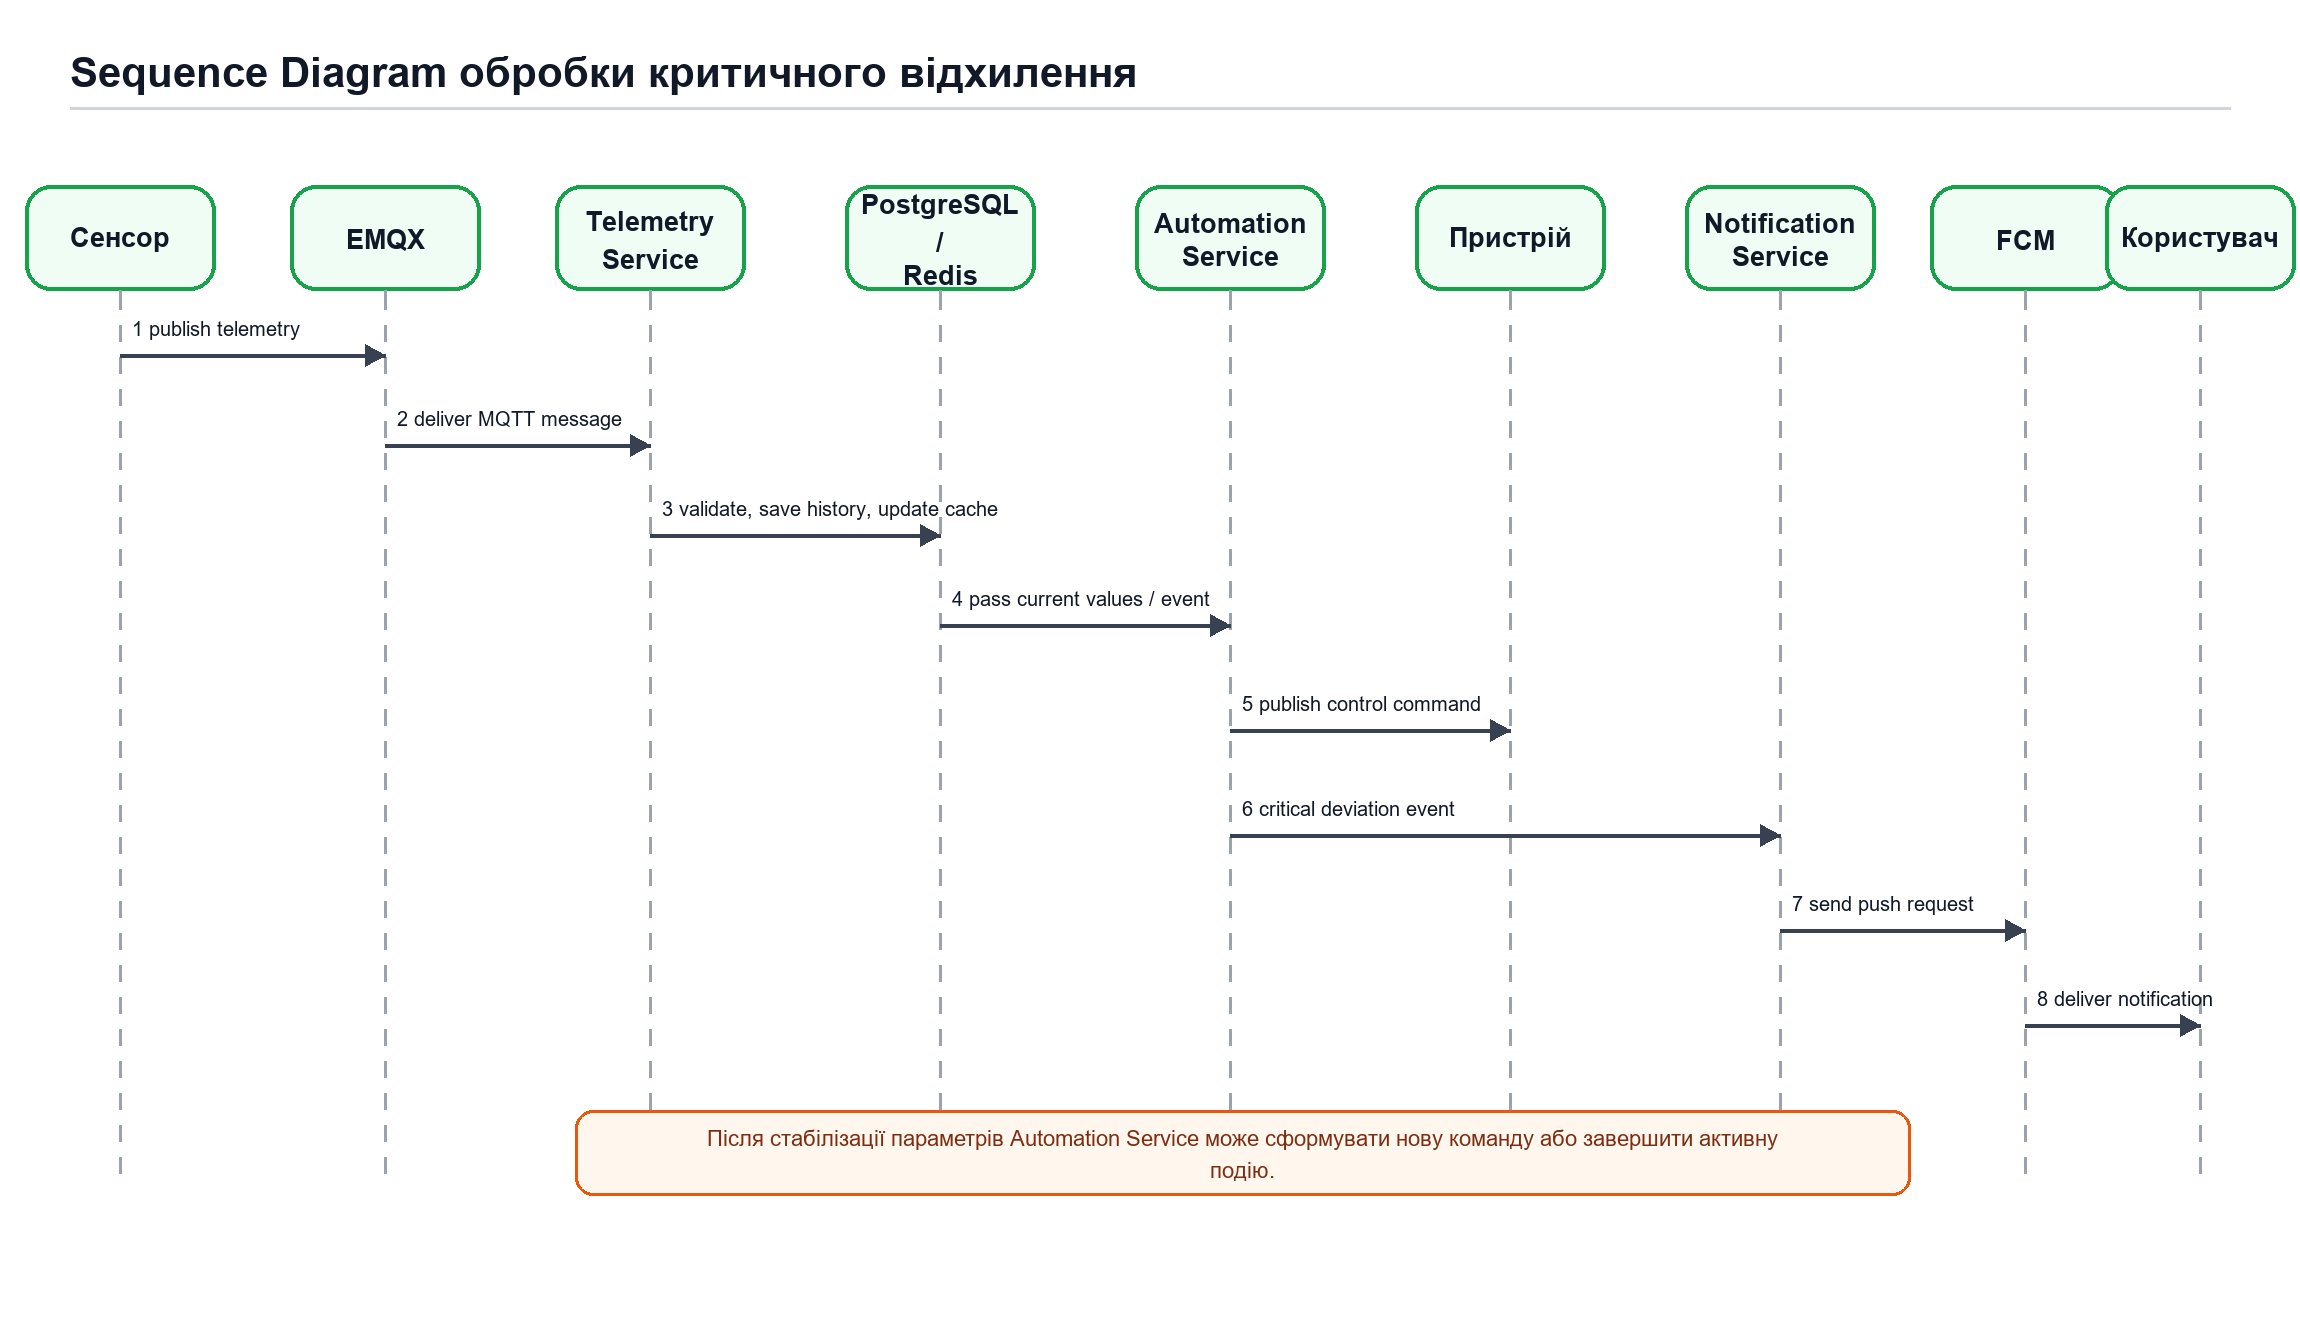 Sequence Diagram обробки критичного відхилення
Сенсор
EMQX
Telemetry
Service
PostgreSQL
/
Redis
Automation
Service
Пристрій
Notification
Service
FCM
Користувач
1 publish telemetry
2 deliver MQTT message
3 validate, save history, update cache
4 pass current values / event
5 publish control command
6 critical deviation event
7 send push request
8 deliver notification
Після стабілізації параметрів Automation Service може сформувати нову команду або завершити активну
подію.